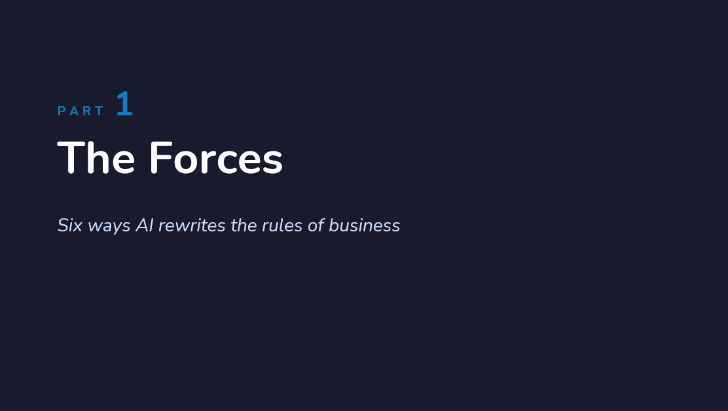 PART 1
The Forces
Six ways AI rewrites the rules of business